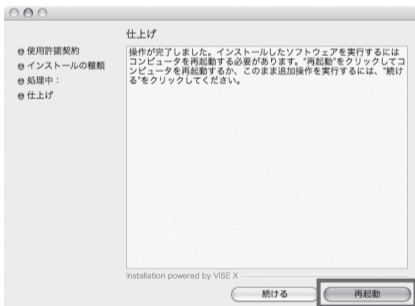 仕上げ
使用許諾契約
インストールの種類
処理中：
仕上げ
操作が完了しました。インストールしたソフトウェアを実行するには
コンピュータを再起動する必要があります。"再起動"をクリックしてコ
ンピュータを再起動するか、このまま追加操作を実行するには、"続け
る"をクリックしてください。
Installation powered by VISE X
続ける
再起動